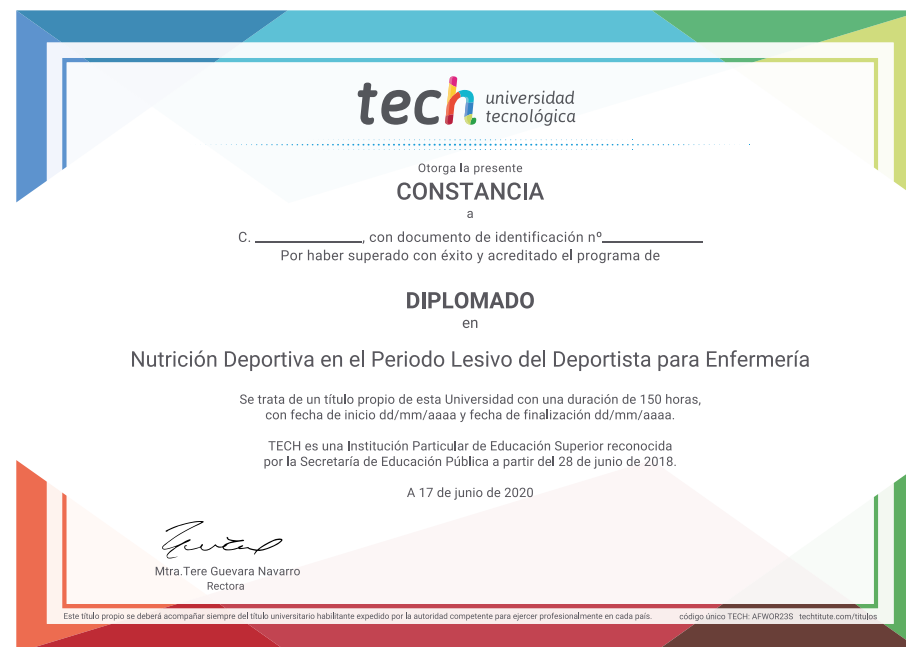 tech universidad
tecnológica
Otorga la presente
CONSTANCIA
a
C. ________________, con documento de identificación nº_______________
Por haber superado con éxito y acreditado el programa de
DIPLOMADO
en
Nutrición Deportiva en el Periodo Lesivo del Deportista para Enfermería
Se trata de un título propio de esta Universidad con una duración de 150 horas,
con fecha de inicio dd/mm/aaaa y fecha de finalización dd/mm/aaaa.
TECH es una Institución Particular de Educación Superior reconocida
por la Secretaría de Educación Pública a partir del 28 de junio de 2018.
A 17 de junio de 2020
Mtra.Tere Guevara Navarro
Rectora
Este título propio se deberá acompañar siempre del título universitario habilitante expedido por la autoridad competente para ejercer profesionalmente en cada país. código único TECH: AFWOR23S techtitute.com/titulos